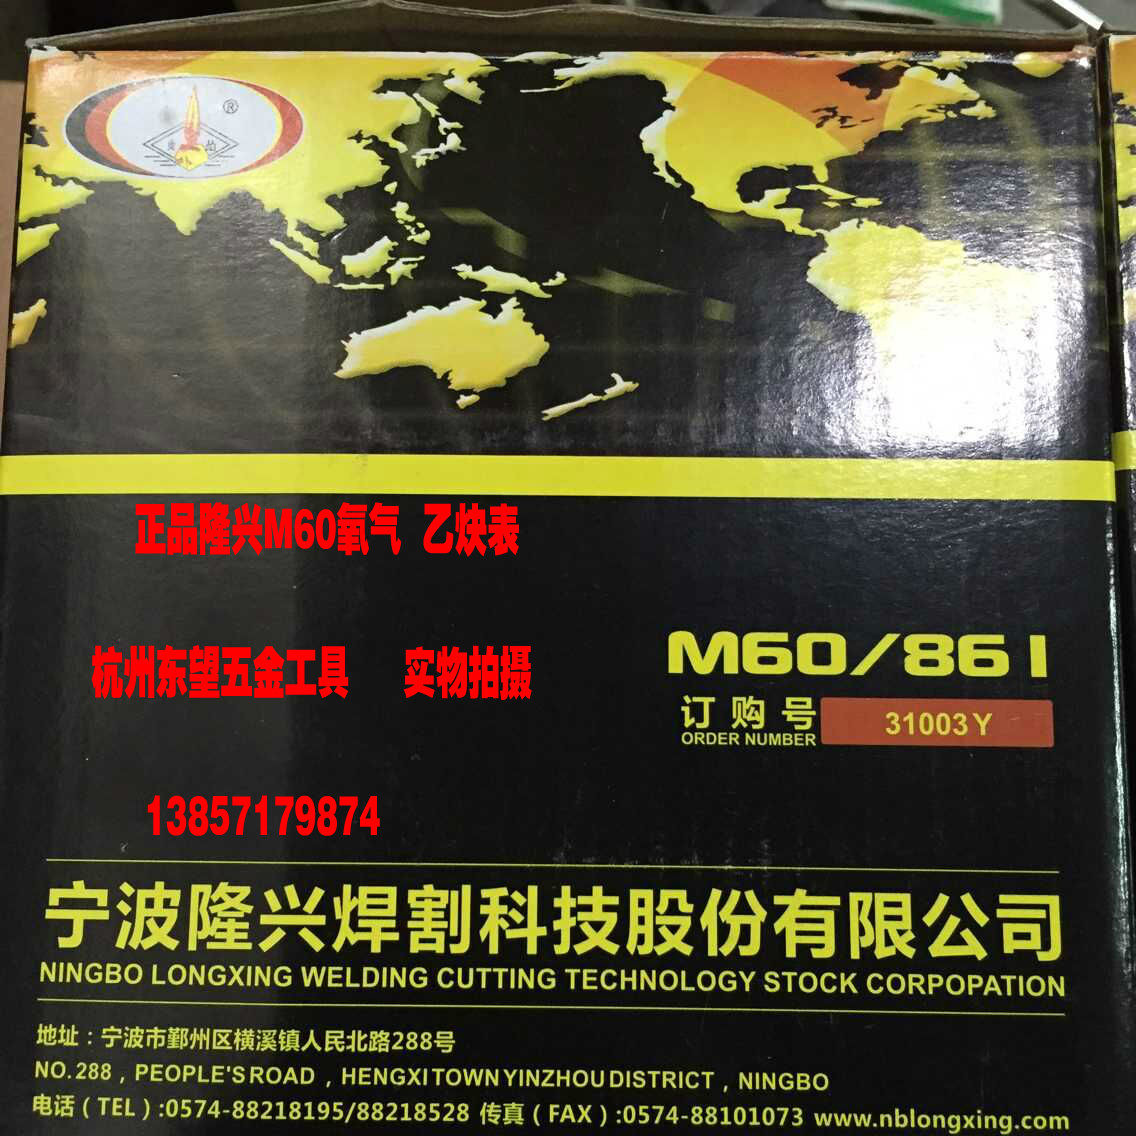 ®
正品隆兴M60氧气 乙炔表
杭州东望五金工具 实物拍摄
M60/86I
订购号 31003Y
ORDER NUMBER
13857179874
宁波隆兴焊割科技股份有限公司
NINGBO LONGXING WELDING CUTTING TECHNOLOGY STOCK CORPOPATION
地址：宁波市鄞州区横溪镇人民北路288号
NO.288，PEOPLE'S ROAD，HENGXI TOWN YINZHOU DISTRICT，NINGBO
电话（TEL）:0574-88218195/88218528 传真（FAX）:0574-88101073 www.nblongxing.com